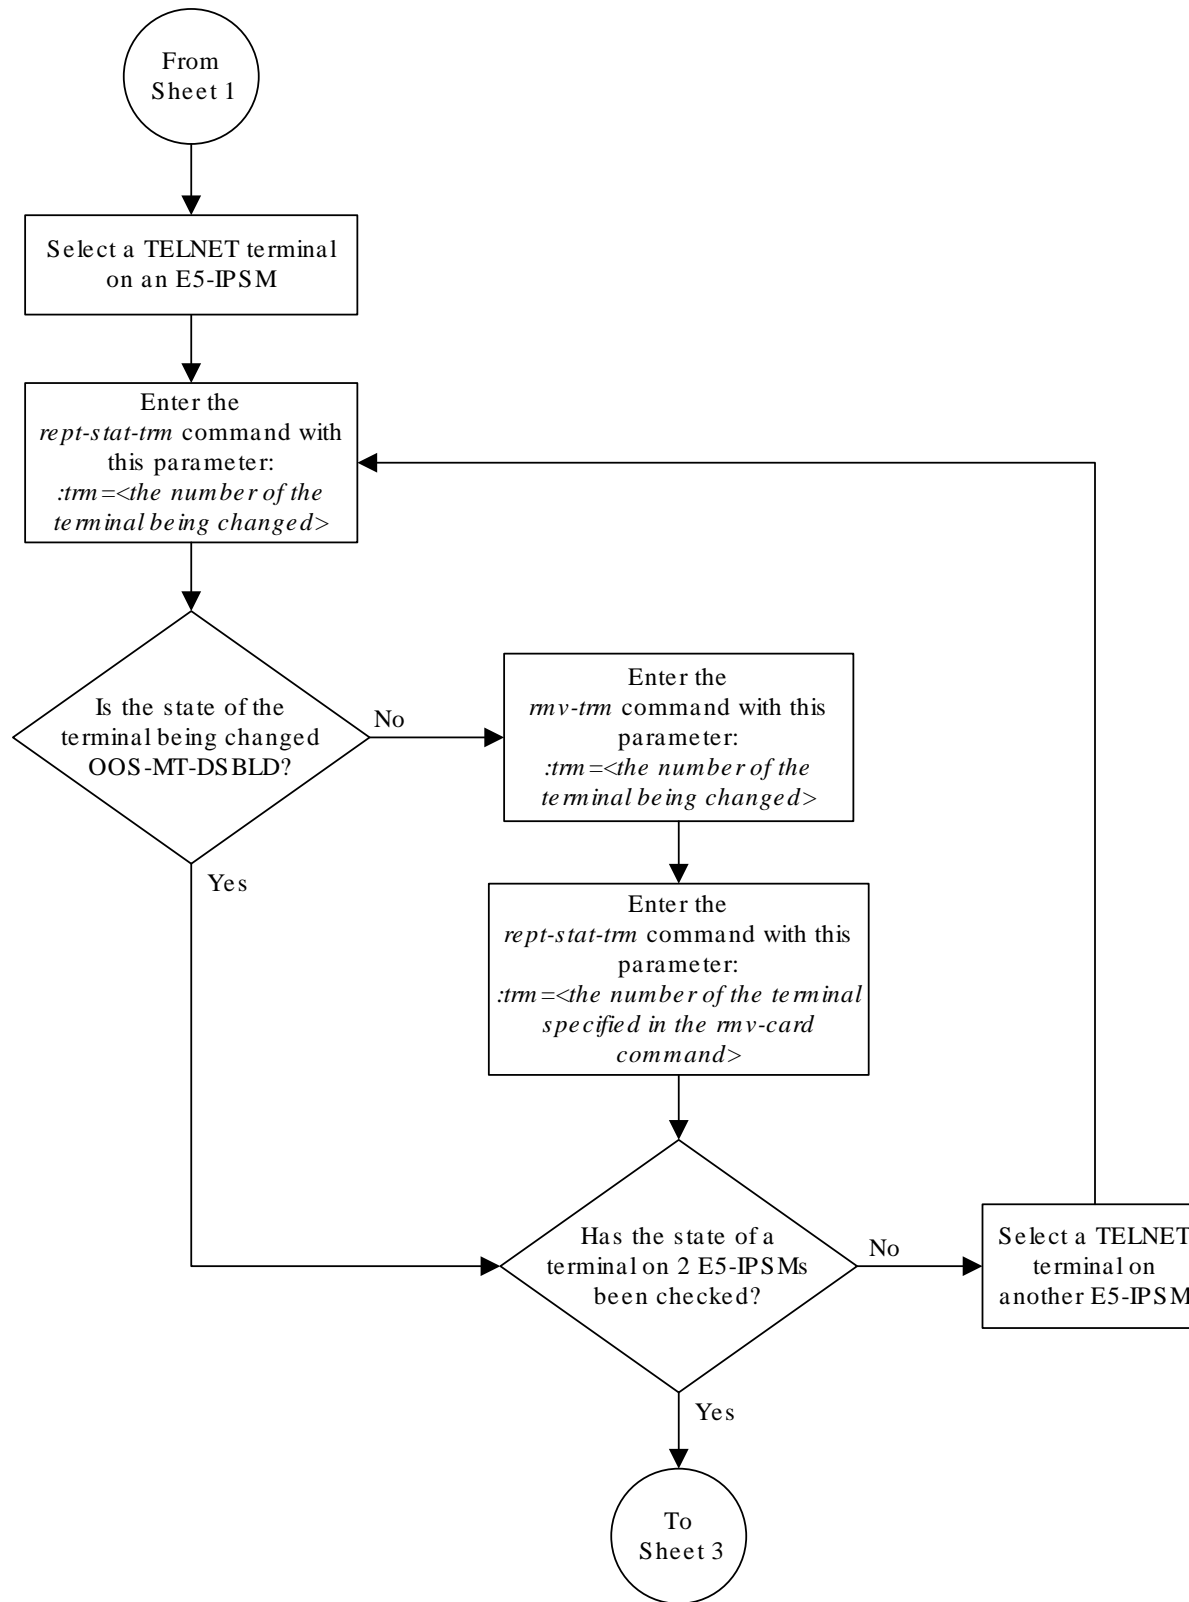 From
Sheet 1
Select a TELNET terminal
on an E5-IPSM
Enter the
rept-stat-trm command with
this parameter:
:trm=<the number of the
terminal being changed>
Is the state of the
terminal being changed
OOS-MT-DSBLD?
No
Enter the
rmv-trm command with this
parameter:
:trm=<the number of the
terminal being changed>
Yes
Enter the
rept-stat-trm command with this
parameter:
:trm=<the number of the terminal
specified in the rmv-card
command>
Has the state of a
terminal on 2 E5-IPSMs
been checked?
No
Select a TELNET
terminal on
another E5-IPSM
Yes
To
Sheet 3